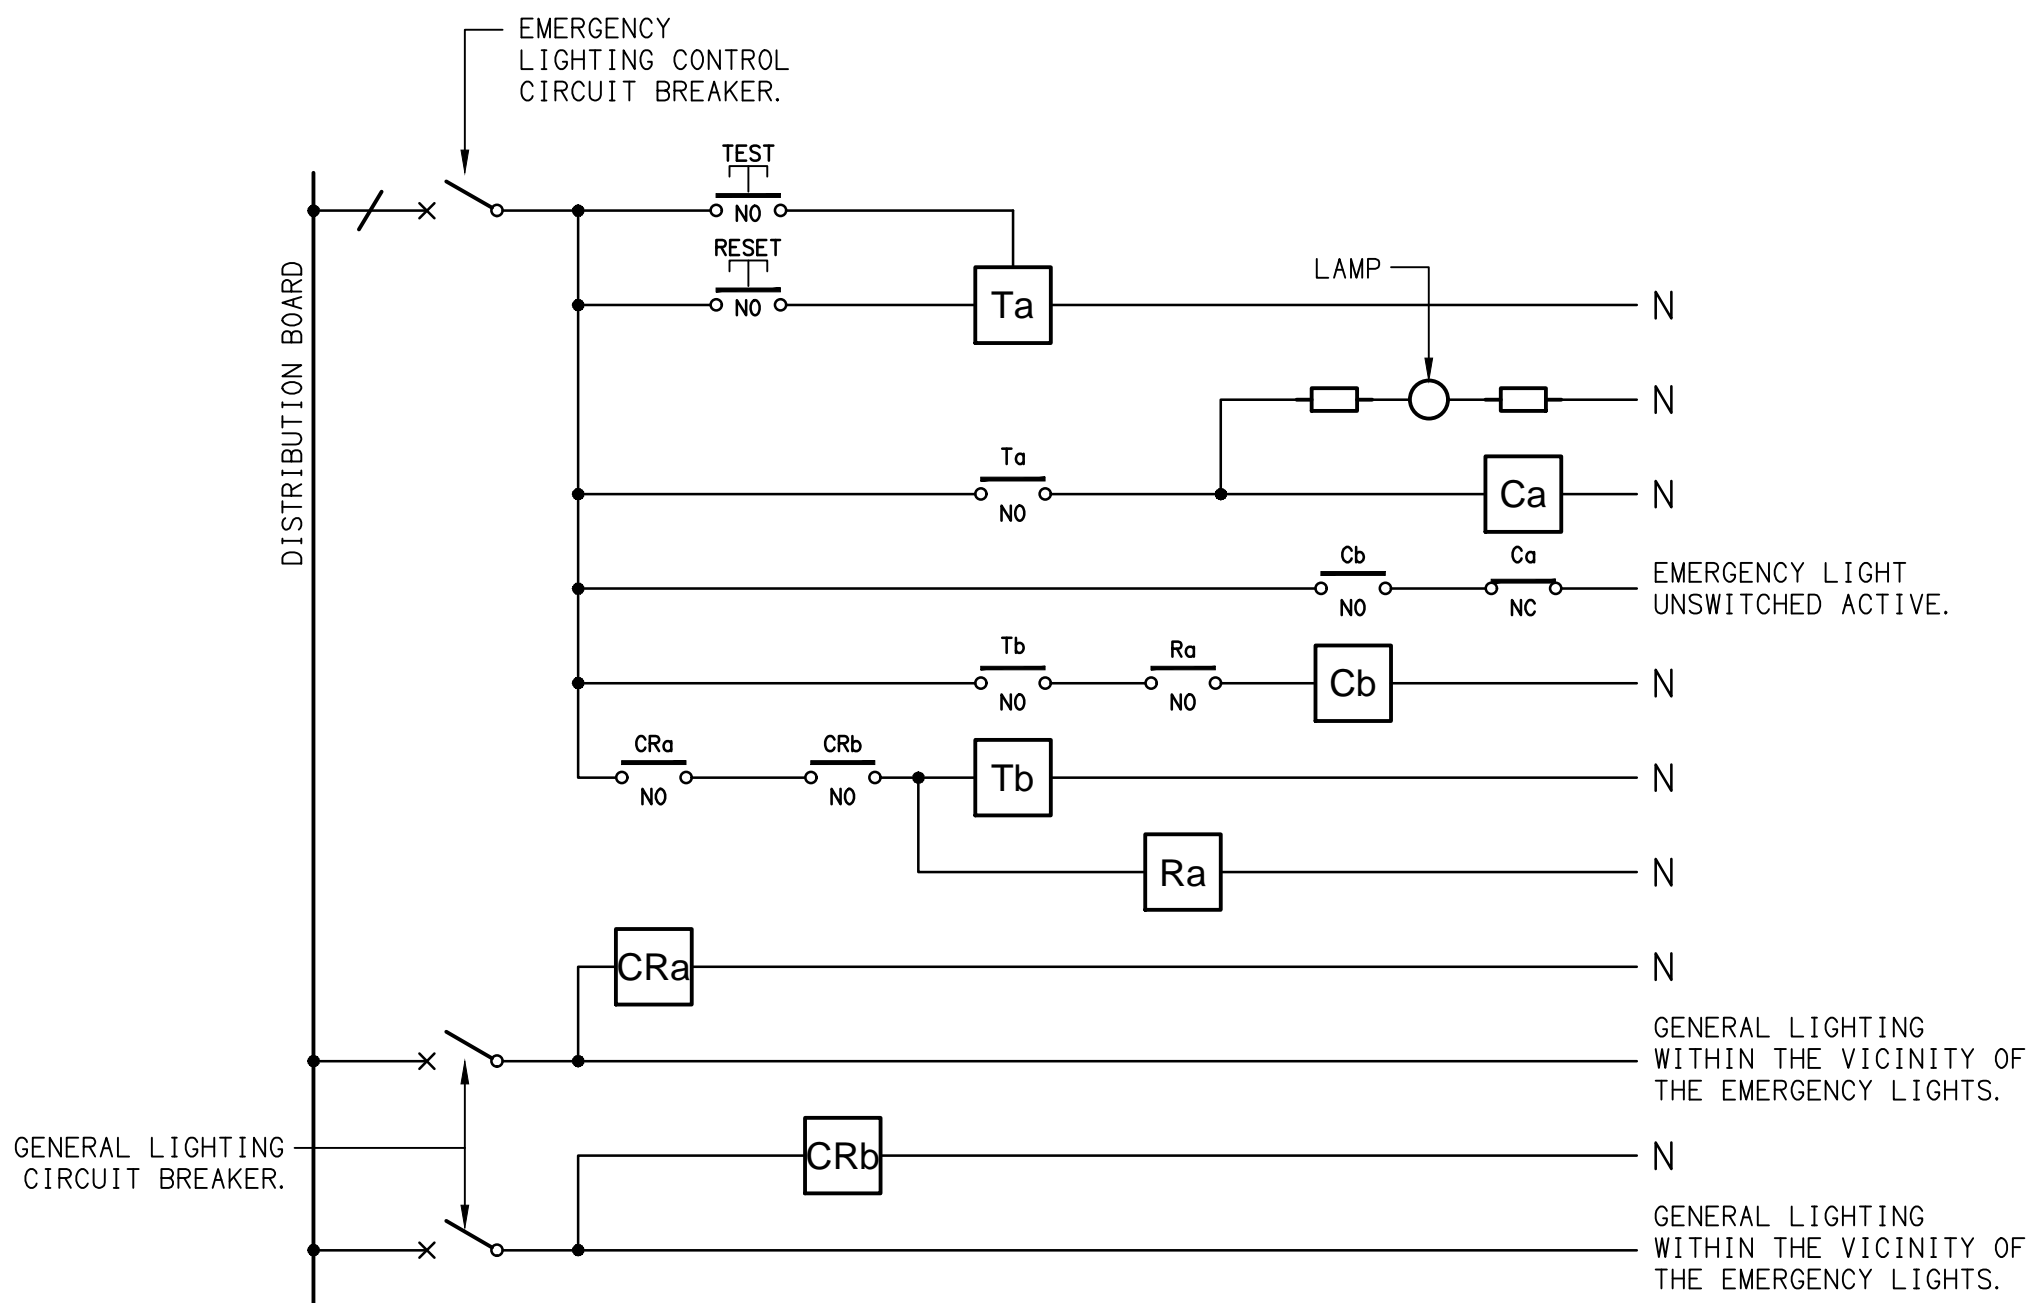 EMERGENCY
LIGHTING CONTROL
CIRCUIT BREAKER.
TEST
NO
RESET
NO
DISTRIBUTION BOARD
Ta
N
LAMP
N
Ta
NO
Ca
N
Cb
NO
Ca
NC
EMERGENCY LIGHT
UNSWITCHED ACTIVE.
Tb
NO
Ra
NO
Cb
N
CRa
NO
CRb
NO
Tb
N
Ra
N
CRa
N
GENERAL LIGHTING
WITHIN THE VICINITY OF
THE EMERGENCY LIGHTS.
GENERAL LIGHTING
CIRCUIT BREAKER.
CRb
N
GENERAL LIGHTING
WITHIN THE VICINITY OF
THE EMERGENCY LIGHTS.